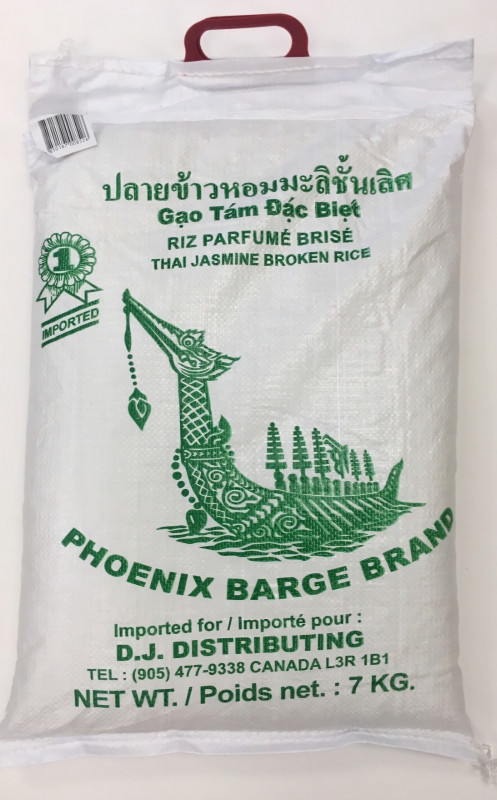 ปลายข้าวหอมมะลิชั้นเลิศ
Gạo Tấm Đặc Biệt
RIZ PARFUMÉ BRISÉ
THAI JASMINE BROKEN RICE
1
IMPORTED
PHOENIX BARGE BRAND
Imported for / Importé pour :
D.J. DISTRIBUTING
TEL : (905) 477-9338 CANADA L3R 1B1
NET WT. / Poids net. : 7 KG.